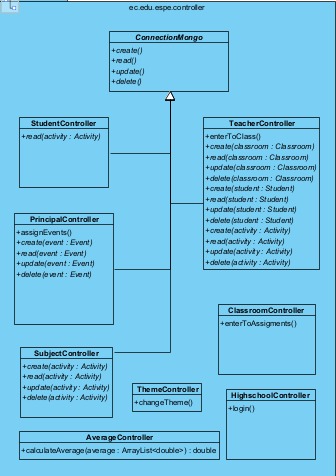 ec.edu.espe.controller
ConnectionMongo
+create()
+read()
+update()
+delete()
StudentController
+read(activity : Activity)
TeacherController
+enterToClass()
+create(classroom : Classroom)
+read(classroom : Classroom)
+update(classroom : Classroom)
+delete(classroom : Classroom)
+create(student : Student)
+read(student : Student)
+update(student : Student)
+delete(student : Student)
+create(activity : Activity)
+read(activity : Activity)
+update(activity : Activity)
+delete(activity : Activity)
PrincipalController
+assignEvents()
+create(event : Event)
+read(event : Event)
+update(event : Event)
+delete(event : Event)
ClassroomController
+enterToAssigments()
SubjectController
+create(activity : Activity)
+read(activity : Activity)
+update(activity : Activity)
+delete(activity : Activity)
ThemeController
+changeTheme()
HighschoolController
+login()
AverageController
+calculateAverage(average : ArrayList<double>) : double